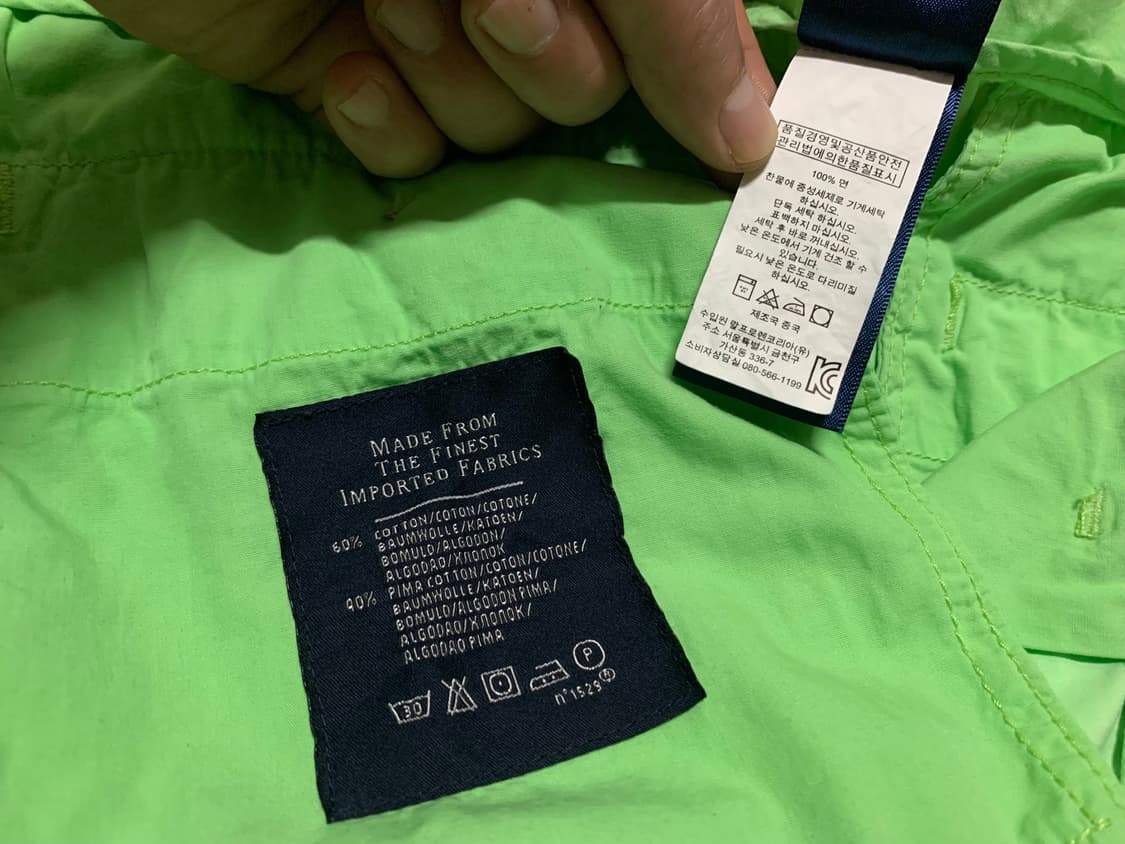 품질경영및공산품안전
관리법에의한품질표시
100% 면
찬물에 중성세제로 기계세탁
하십시오.
단독 세탁 하십시오.
표백하지 마십시오.
세탁 후 바로 꺼내십시오.
낮은 온도에서 기계 건조 할 수
있습니다.
필요시 낮은 온도로 다리미질
하십시오.
제조국 중국
수입원 랄프로렌코리아(유)
주소 서울특별시 금천구
가산동 336-7
소비자상담실 080-566-1199
MADE FROM
THE FINEST
IMPORTED FABRICS
60% COTTON/COTON/COTONE/
BAUMWOLLE/KATOEN/
BOMULD/ALGODON/
ALGODAO/ХЛОПОК
40% PIMA COTTON/COTON/COTONE/
BAUMWOLLE/KATOEN/
BOMULD/ALGODON PIMA/
ALGODAO/ХЛОПОК/
ALGODAO PIMA
30
P
n°1529